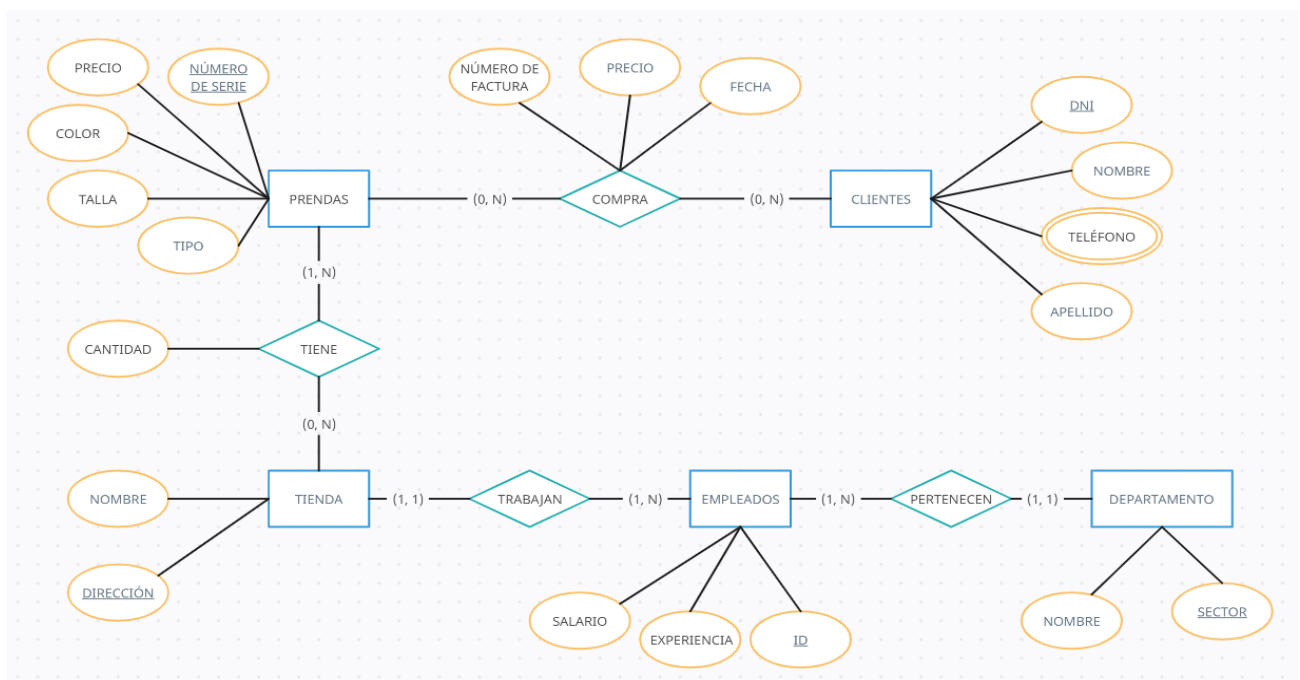 PRECIO
NÚMERO
DE SERIE
COLOR
TALLA
TIPO
PRENDAS
(0, N)
NÚMERO DE
FACTURA
PRECIO
FECHA
COMPRA
(0, N)
CLIENTES
DNI
NOMBRE
TELÉFONO
APELLIDO
(1, N)
CANTIDAD
TIENE
(0, N)
NOMBRE
TIENDA
DIRECCIÓN
(1, 1)
TRABAJAN
(1, N)
EMPLEADOS
SALARIO
EXPERIENCIA
ID
(1, N)
PERTENECEN
(1, 1)
DEPARTAMENTO
NOMBRE
SECTOR